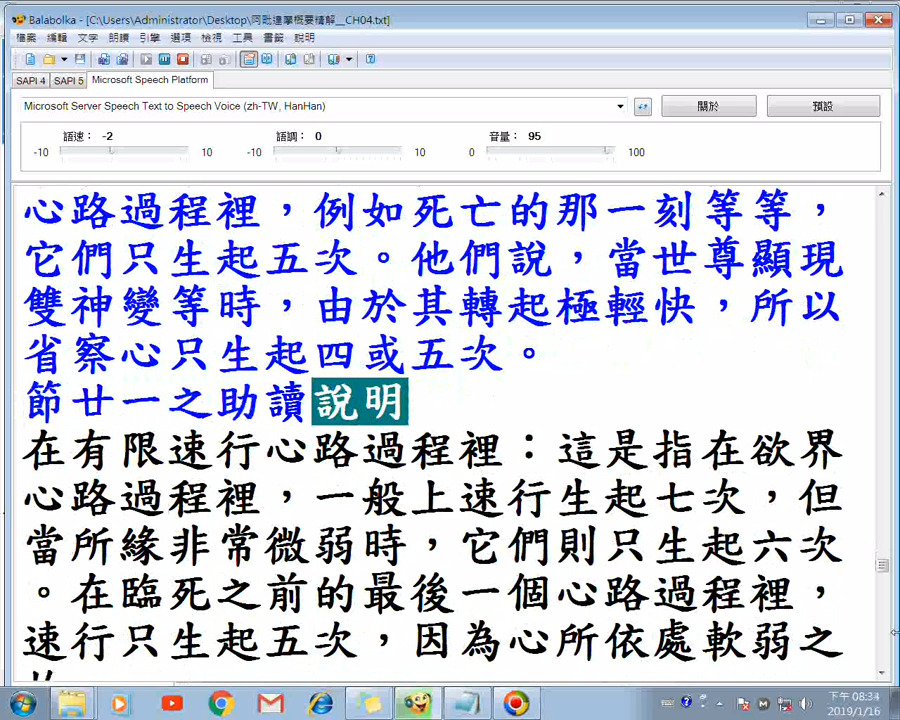 Balabolka - [C:\Users\Administrator\Desktop\阿毗達摩概要精解__CH04.txt]
檔案 編輯 文字 朗讀 引擎 選項 檢視 工具 書籤 說明
SAPI 4 SAPI 5 Microsoft Speech Platform
Microsoft Server Speech Text to Speech Voice (zh-TW, HanHan) 關於 預設
語速： -2 語調： 0 音量： 95
-10 10 -10 10 0 100
心路過程裡，例如死亡的那一刻等等，
它們只生起五次。他們說，當世尊顯現
雙神變等時，由於其轉起極輕快，所以
省察心只生起四或五次。
節廿一之助讀說明
在有限速行心路過程裡：這是指在欲界
心路過程裡，一般上速行生起七次，但
當所緣非常微弱時，它們則只生起六次
。在臨死之前的最後一個心路過程裡，
速行只生起五次，因為心所依處軟弱之
下午 08:34
2019/1/16